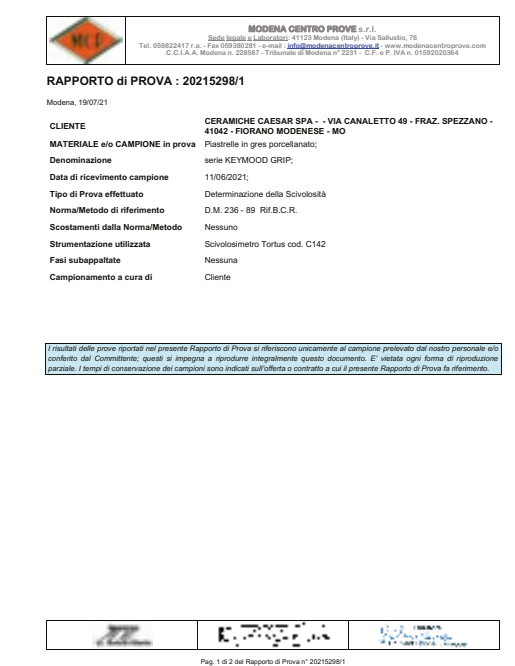 MCP
MODENA CENTRO PROVE s.r.l.
Sede legale e Laboratori: 41123 Modena (Italy) - Via Sallustio, 78
Tel. 059822417 r.a. - Fax 059380281 - e-mail : info@modenacentroprove.it - www.modenacentroprove.com
C.C.I.A.A. Modena n. 228587 - Tribunale di Modena n° 2231 - C.F. e P. IVA n. 01592020364
RAPPORTO di PROVA : 20215298/1
Modena, 19/07/21
CLIENTE CERAMICHE CAESAR SPA - - VIA CANALETTO 49 - FRAZ. SPEZZANO -
41042 - FIORANO MODENESE - MO
MATERIALE e/o CAMPIONE in prova Piastrelle in gres porcellanato;
Denominazione serie KEYMOOD GRIP;
Data di ricevimento campione 11/06/2021;
Tipo di Prova effettuato Determinazione della Scivolosità
Norma/Metodo di riferimento D.M. 236 - 89 Rif.B.C.R.
Scostamenti dalla Norma/Metodo Nessuno
Strumentazione utilizzata Scivolosimetro Tortus cod. C142
Fasi subappaltate Nessuna
Campionamento a cura di Cliente
I risultati delle prove riportati nel presente Rapporto di Prova si riferiscono unicamente al campione prelevato dal nostro personale e/o
conferito dal Committente; questi si impegna a riprodurre integralmente questo documento. E' vietata ogni forma di riproduzione
parziale. I tempi di conservazione dei campioni sono indicati sull'offerta o contratto a cui il presente Rapporto di Prova fa riferimento.
Pag. 1 di 2 del Rapporto di Prova n° 20215298/1